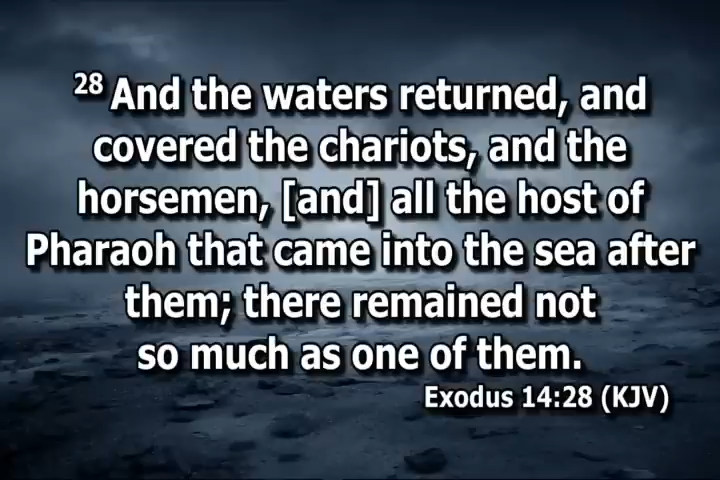 28 And the waters returned, and
covered the chariots, and the
horsemen, [and] all the host of
Pharaoh that came into the sea after
them; there remained not
so much as one of them.
Exodus 14:28 (KJV)